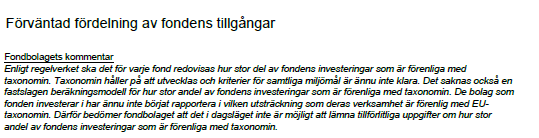 Förväntad fördelning av fondens tillgångar
Fondbolagets kommentar
Enligt regelverket ska det för varje fond redovisas hur stor del av fondens investeringar som är förenliga med
taxonomin. Taxonomin håller på att utvecklas och kriterier för samtliga miljömål är ännu inte klara. Det saknas också en
fastslagen beräkningsmodell för hur stor andel av fondens investeringar som är förenliga med taxonomin. De bolag som
fonden investerar i har ännu inte börjat rapportera i vilken utsträckning som deras verksamhet är förenlig med EU-
taxonomin. Därför bedömer fondbolaget att det i dagsläget inte är möjligt att lämna tillförlitliga uppgifter om hur stor
andel av fondens investeringar som är förenliga med taxonomin.